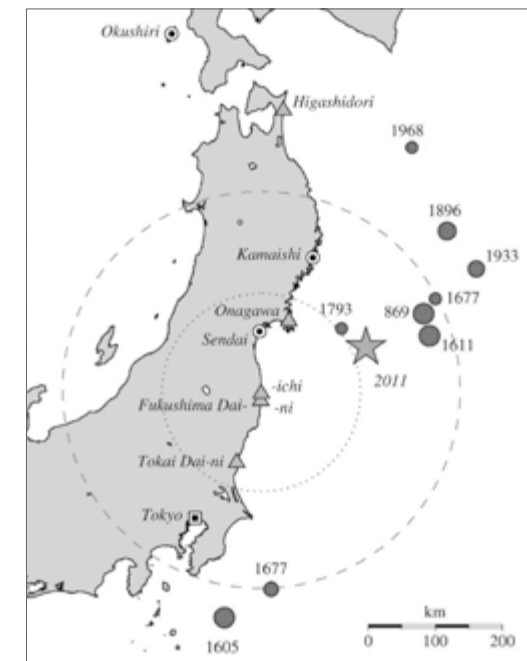 Okushiri
Higashidori
1968
1896
Kamaishi
1933
1677
Onagawa
1793
869
Sendai
1611
2011
-ichi
Fukushima Dai-
-ni
Tokai Dai-ni
Tokyo
1677
1605
km
0 100 200